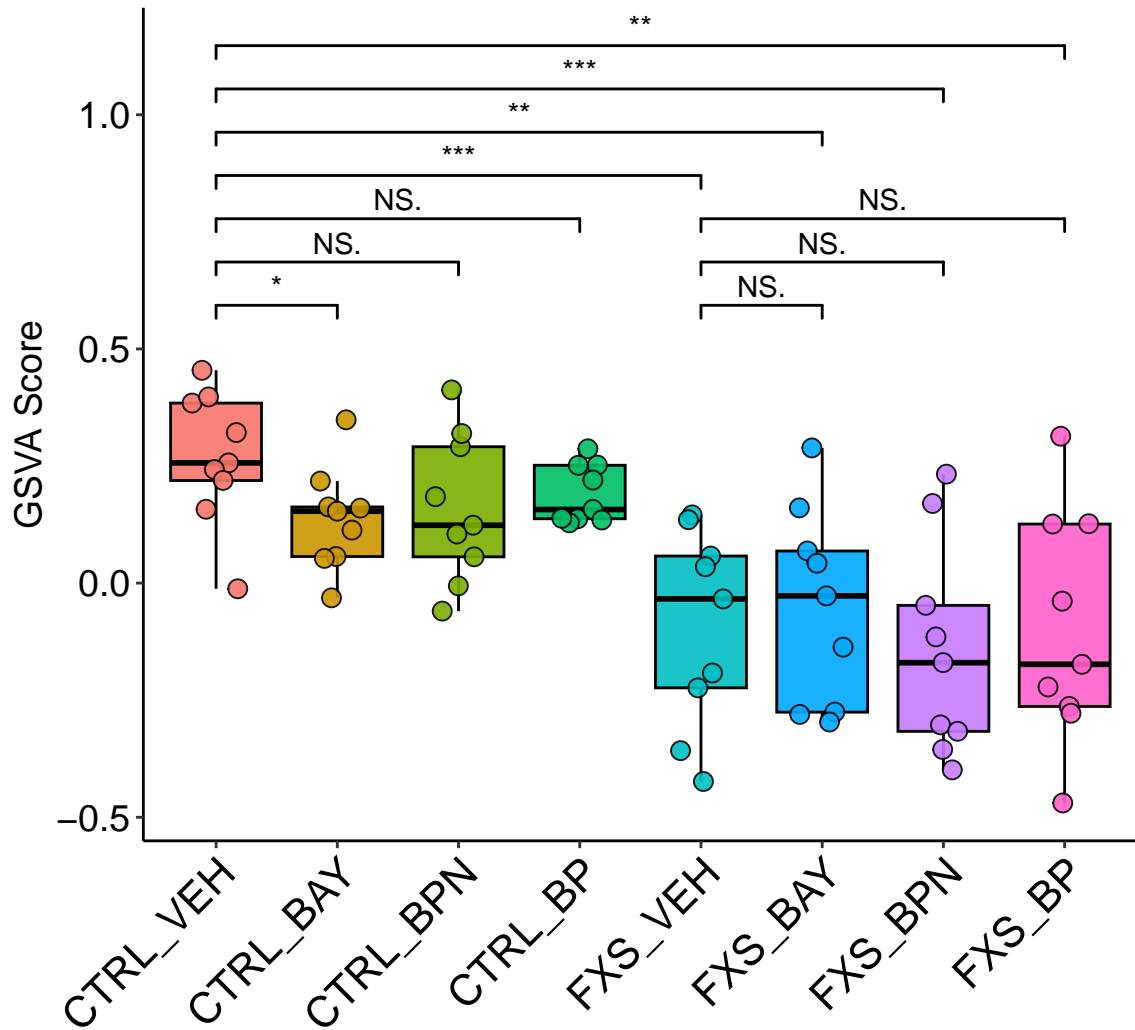 **
***
**
***
NS.
NS.
NS.
NS.
*
NS.
1.0
0.5
0.0
−0.5
GSVA Score
CTRL_VEH
CTRL_BAY
CTRL_BPN
CTRL_BP
FXS_VEH
FXS_BAY
FXS_BPN
FXS_BP